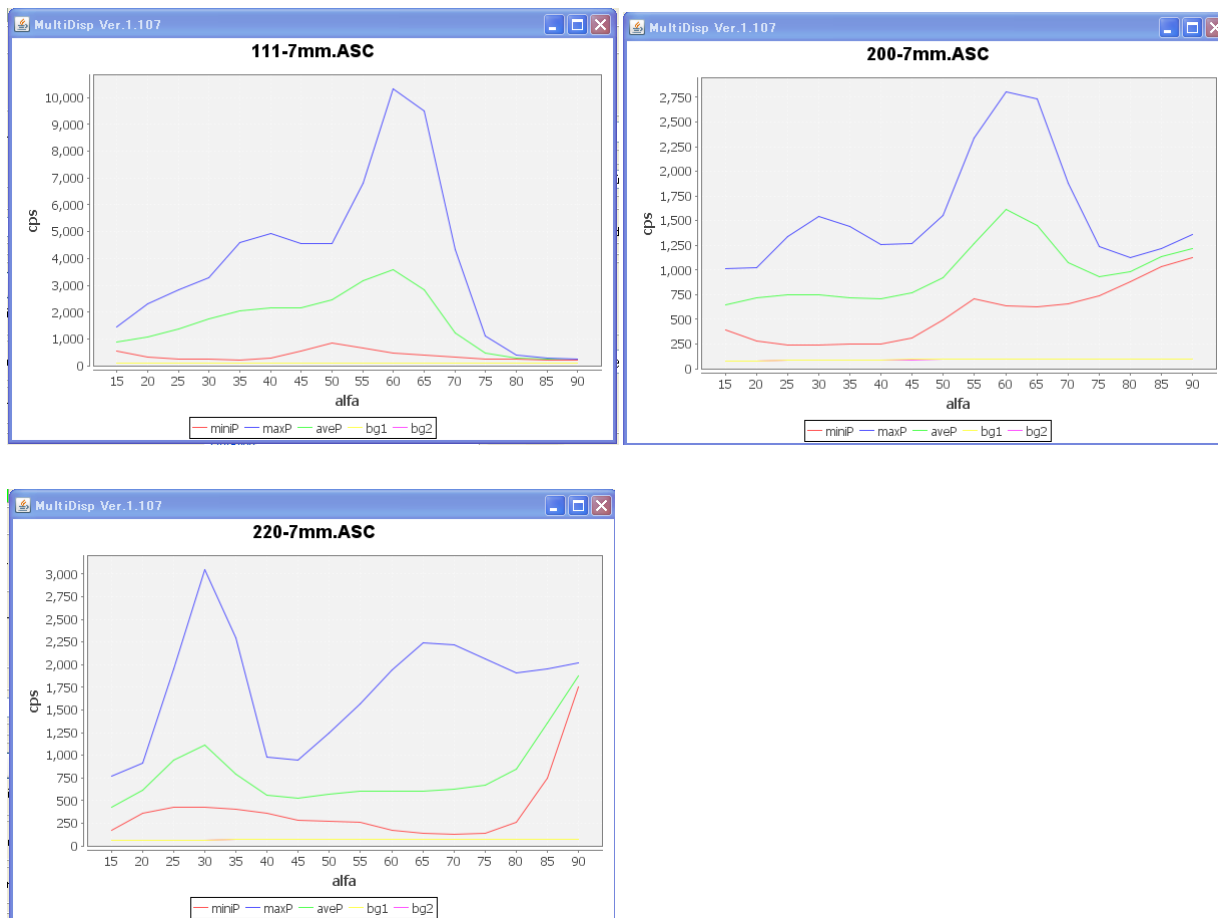 MultiDisp Ver.1.107
111-7mm.ASC
10,000
9,000
8,000
7,000
6,000
5,000
4,000
3,000
2,000
1,000
0
cps
15 20 25 30 35 40 45 50 55 60 65 70 75 80 85 90
alfa
miniP maxP aveP bg1 bg2
MultiDisp Ver.1.107
200-7mm.ASC
2,750
2,500
2,250
2,000
1,750
1,500
1,250
1,000
750
500
250
0
cps
15 20 25 30 35 40 45 50 55 60 65 70 75 80 85 90
alfa
miniP maxP aveP bg1 bg2
MultiDisp Ver.1.107
220-7mm.ASC
3,000
2,750
2,500
2,250
2,000
1,750
1,500
1,250
1,000
750
500
250
0
cps
15 20 25 30 35 40 45 50 55 60 65 70 75 80 85 90
alfa
miniP maxP aveP bg1 bg2